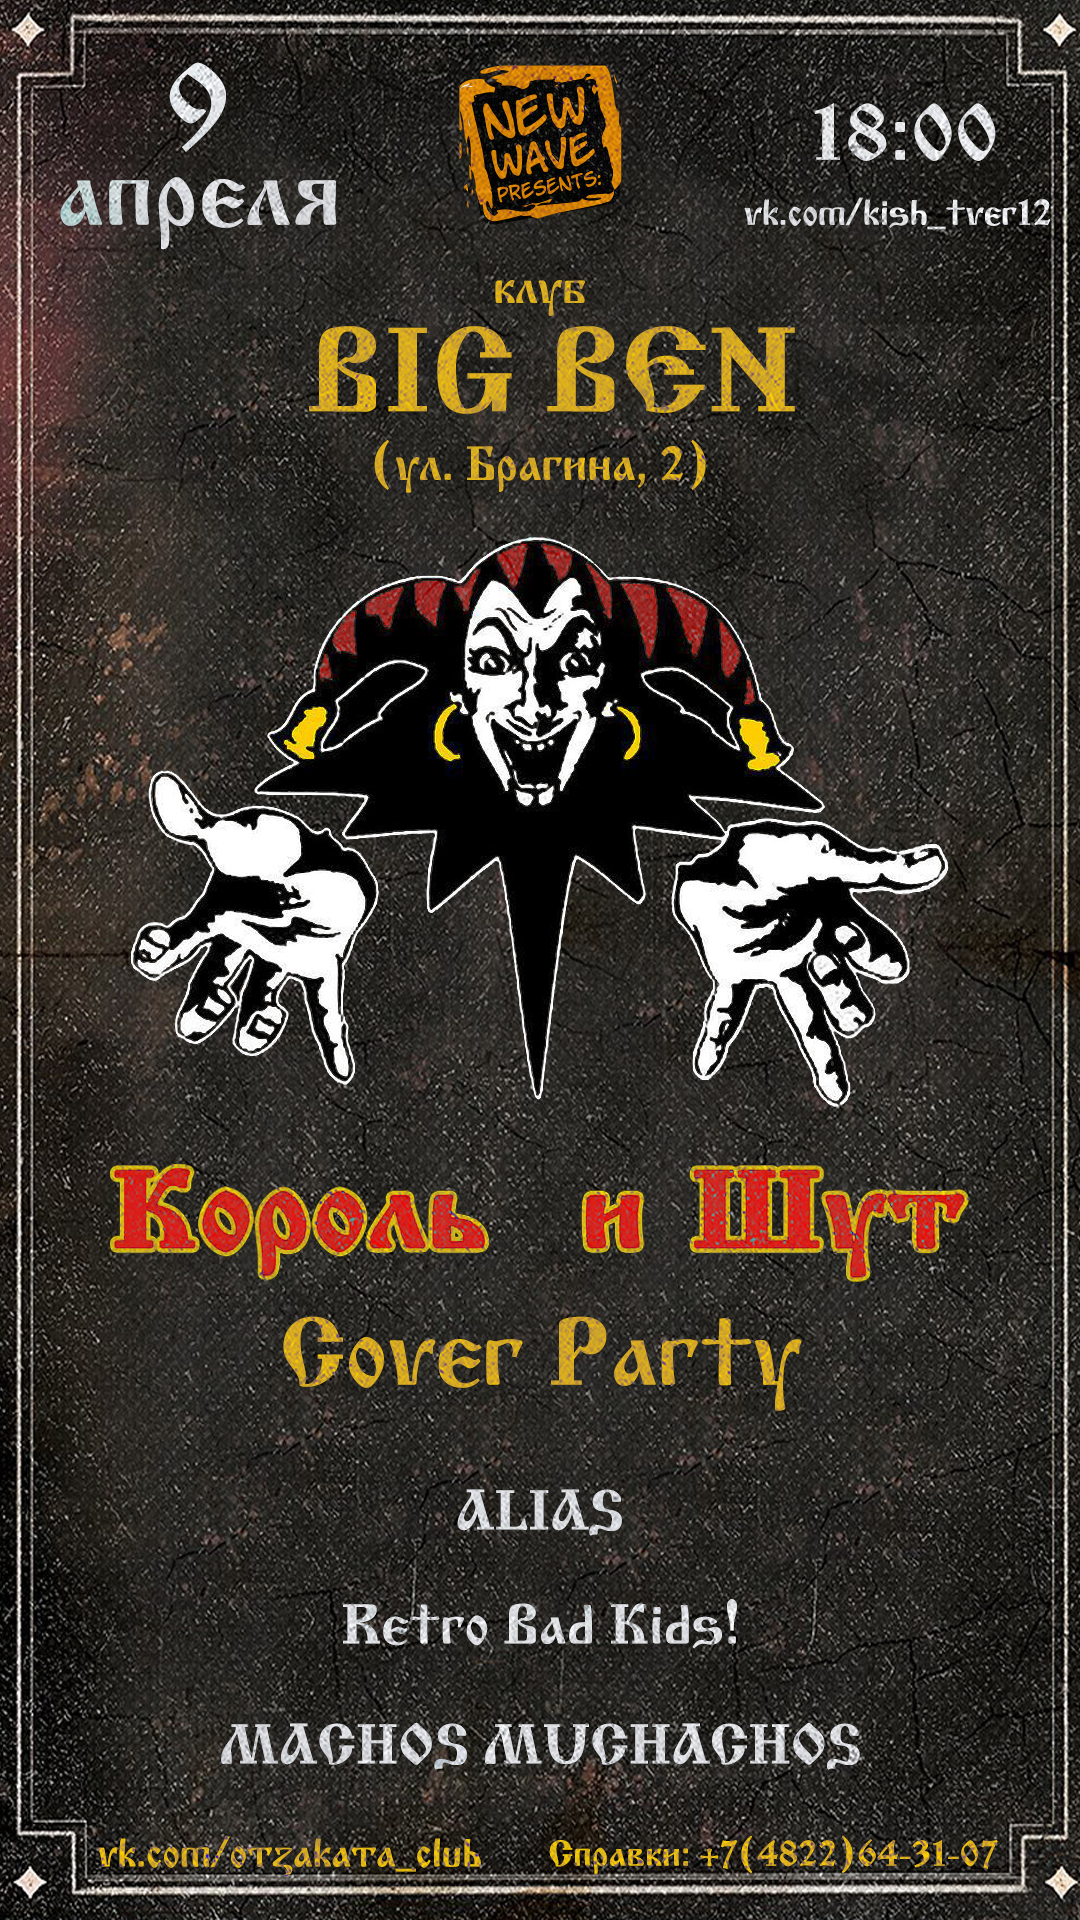 9
апреля
NEW
WAVE
PRESENTS:
18:00
vk.com/kish_tver12
клуб
BIG BEN
(ул. Брагина, 2)
Король и Шут
Cover Party
ALIAS
Retro Bad Kids!
MACHOS MUCHACHOS
vk.com/otzakata_club
Справки: +7(4822)64-31-07